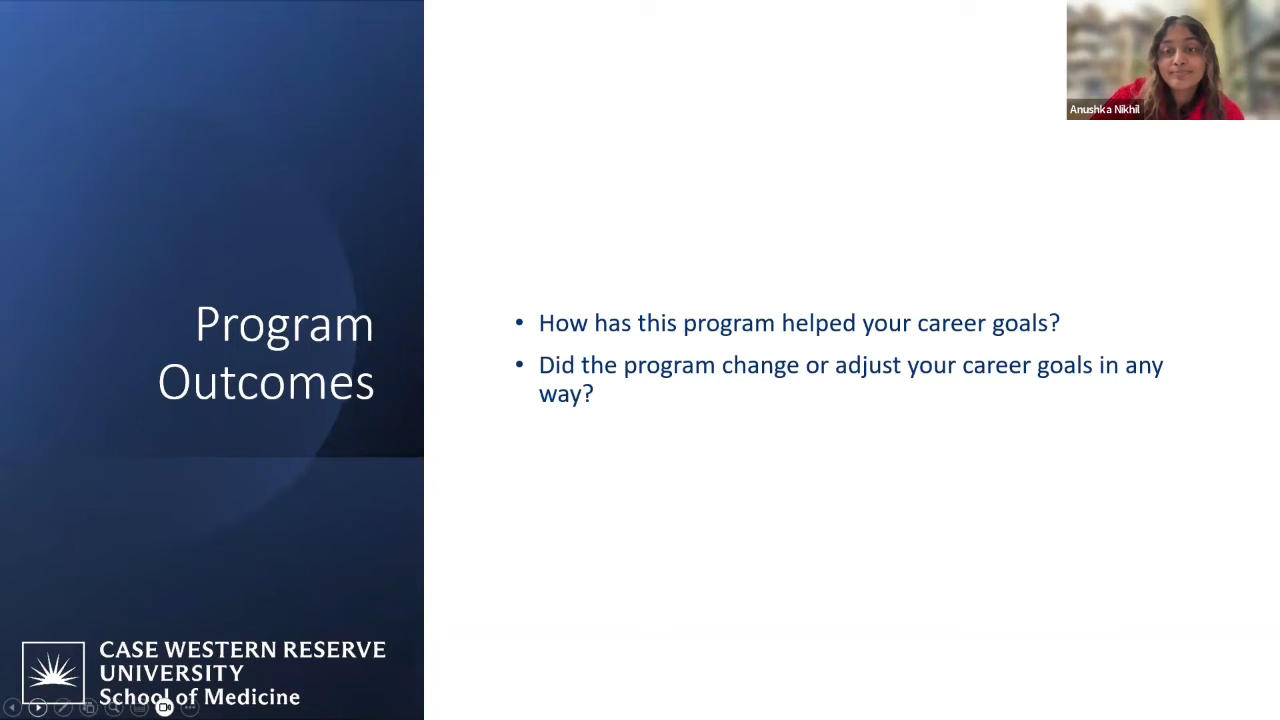 Anushka Nikhil
Program
Outcomes
• How has this program helped your career goals?
• Did the program change or adjust your career goals in any
way?
CASE WESTERN RESERVE
UNIVERSITY
School of Medicine